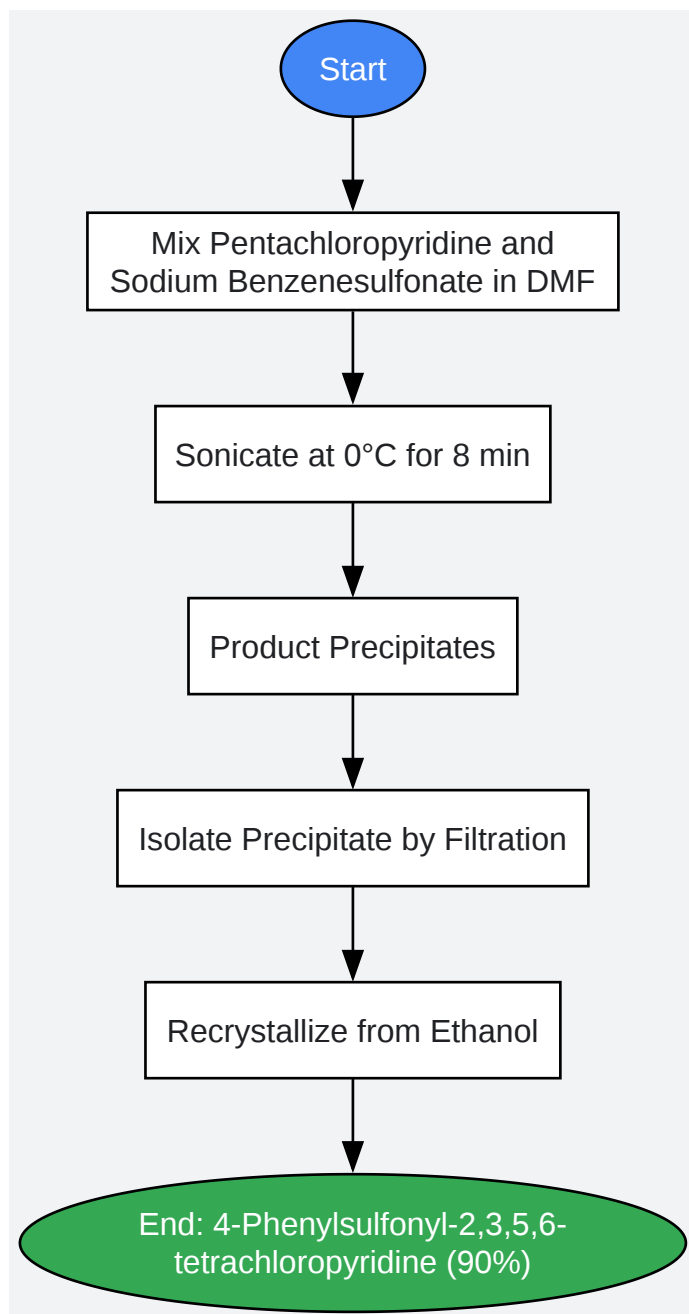 Start
Mix Pentachloropyridine and
Sodium Benzenesulfonate in DMF
Sonicate at 0°C for 8 min
Product Precipitates
Isolate Precipitate by Filtration
Recrystallize from Ethanol
End: 4-Phenylsulfonyl-2,3,5,6-
tetrachloropyridine (90%)